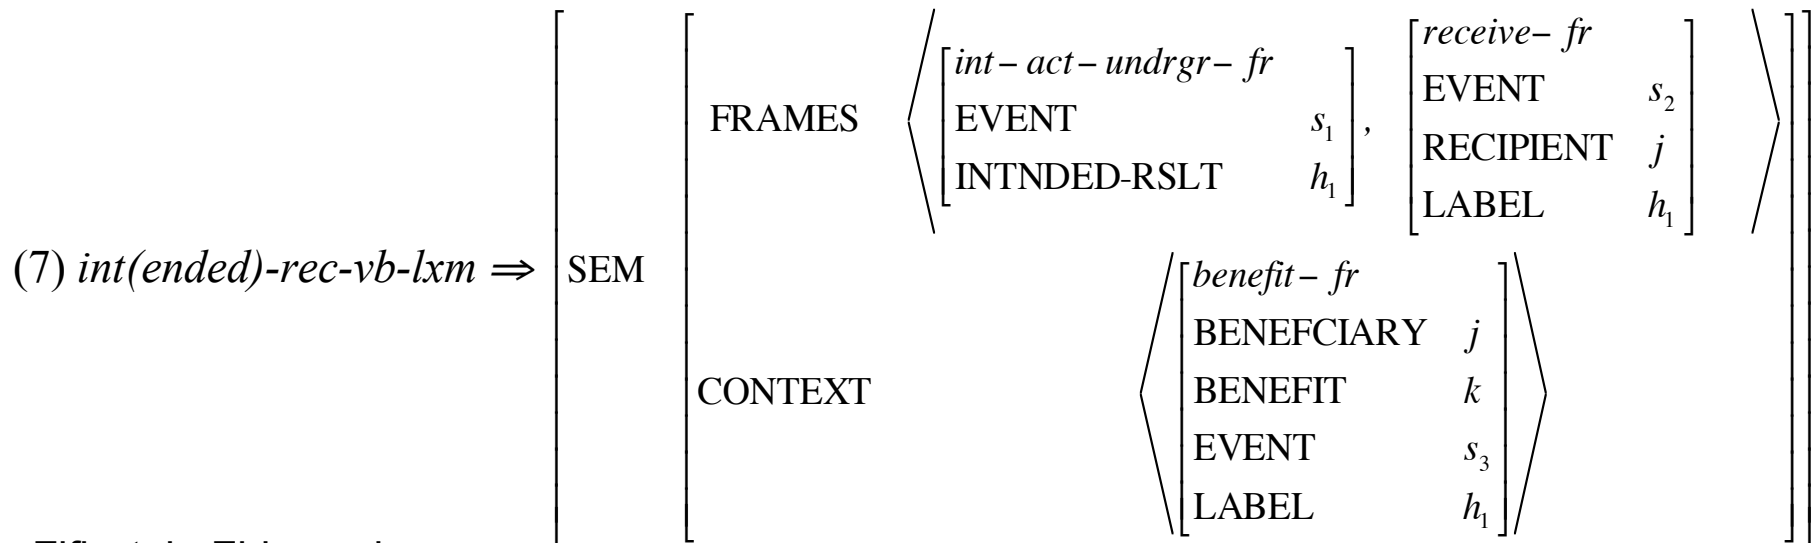 (7) int(ended)-rec-vb-lxm ⇒
SEM
FRAMES
int–act–undrgr–fr
EVENT s₁
INTNDED-RSLT h₁
,
receive–fr
EVENT s₂
RECIPIENT j
LABEL h₁
CONTEXT
benefit–fr
BENEFCIARY j
BENEFIT k
EVENT s₃
LABEL h₁